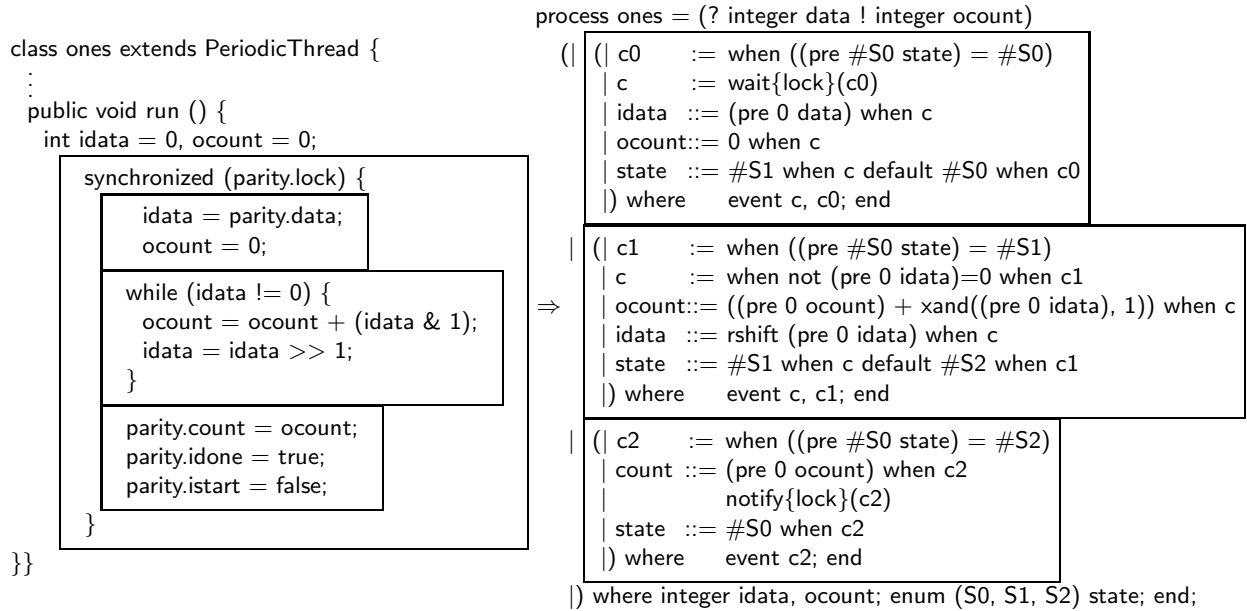 class ones extends PeriodicThread {
⋮
public void run () {
int idata = 0, ocount = 0;
synchronized (parity.lock) {
idata = parity.data;
ocount = 0;
while (idata != 0) {
ocount = ocount + (idata & 1);
idata = idata >> 1;
}
parity.count = ocount;
parity.idone = true;
parity.istart = false;
}
}}
⇒
process ones = (? integer data ! integer ocount)
(| (| c0 := when ((pre #S0 state) = #S0)
| c := wait{lock}(c0)
| idata ::= (pre 0 data) when c
| ocount::= 0 when c
| state ::= #S1 when c default #S0 when c0
|) where event c, c0; end
| (| c1 := when ((pre #S0 state) = #S1)
| c := when not (pre 0 idata)=0 when c1
| ocount::= ((pre 0 ocount) + xand((pre 0 idata), 1)) when c
| idata ::= rshift (pre 0 idata) when c
| state ::= #S1 when c default #S2 when c1
|) where event c, c1; end
| (| c2 := when ((pre #S0 state) = #S2)
| count ::= (pre 0 ocount) when c2
| notify{lock}(c2)
| state ::= #S0 when c2
|) where event c2; end
|) where integer idata, ocount; enum (S0, S1, S2) state; end;